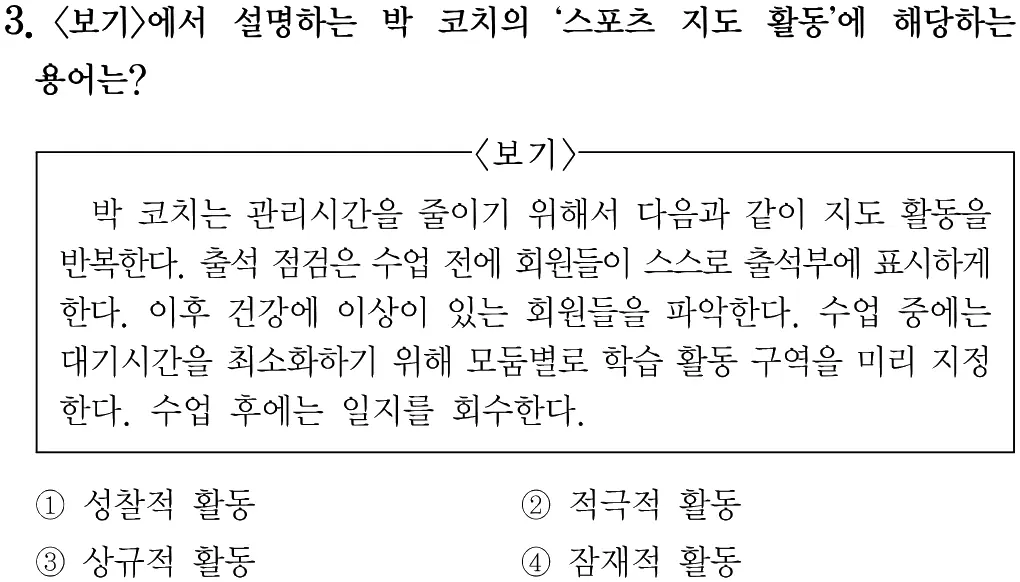 3. 〈보기〉에서 설명하는 박 코치의 ‘스포츠 지도 활동’에 해당하는
용어는?
〈보기〉
박 코치는 관리시간을 줄이기 위해서 다음과 같이 지도 활동을
반복한다. 출석 점검은 수업 전에 회원들이 스스로 출석부에 표시하게
한다. 이후 건강에 이상이 있는 회원들을 파악한다. 수업 중에는
대기시간을 최소화하기 위해 모둠별로 학습 활동 구역을 미리 지정
한다. 수업 후에는 일지를 회수한다.
① 성찰적 활동 ② 적극적 활동
③ 상규적 활동 ④ 잠재적 활동